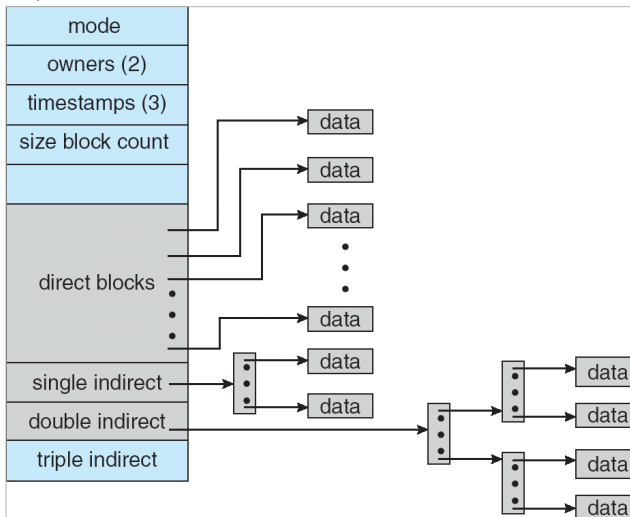 mode
owners (2)
timestamps (3)
size block count
data
data
data
direct blocks
data
single indirect
data
data
double indirect
triple indirect
data
data
data
data